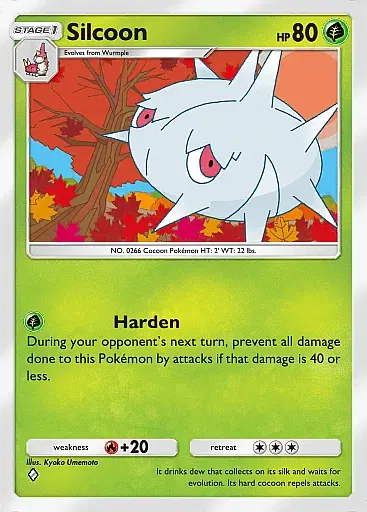 STAGE 1
Silcoon
HP 80
Evolves from Wurmple
NO. 0266 Cocoon Pokémon HT: 2' WT: 22 lbs.
Harden
During your opponent's next turn, prevent all damage
done to this Pokémon by attacks if that damage is 40 or
less.
weakness +20 retreat
Illus. Kyoko Umemoto
It drinks dew that collects on its silk and waits for
evolution. Its hard cocoon repels attacks.